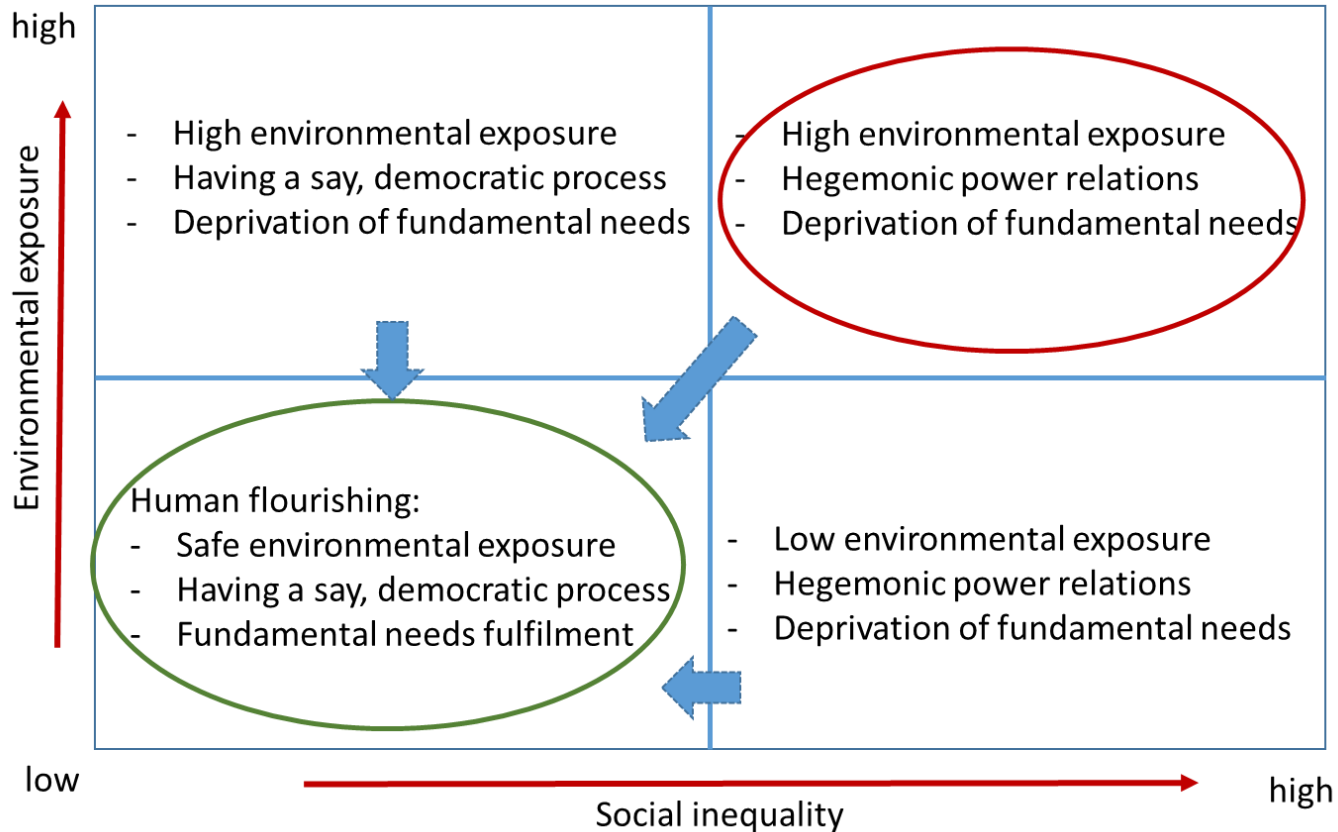 high
Environmental exposure
- High environmental exposure
- Having a say, democratic process
- Deprivation of fundamental needs
- High environmental exposure
- Hegemonic power relations
- Deprivation of fundamental needs
Human flourishing:
- Safe environmental exposure
- Having a say, democratic process
- Fundamental needs fulfilment
- Low environmental exposure
- Hegemonic power relations
- Deprivation of fundamental needs
low
Social inequality
high